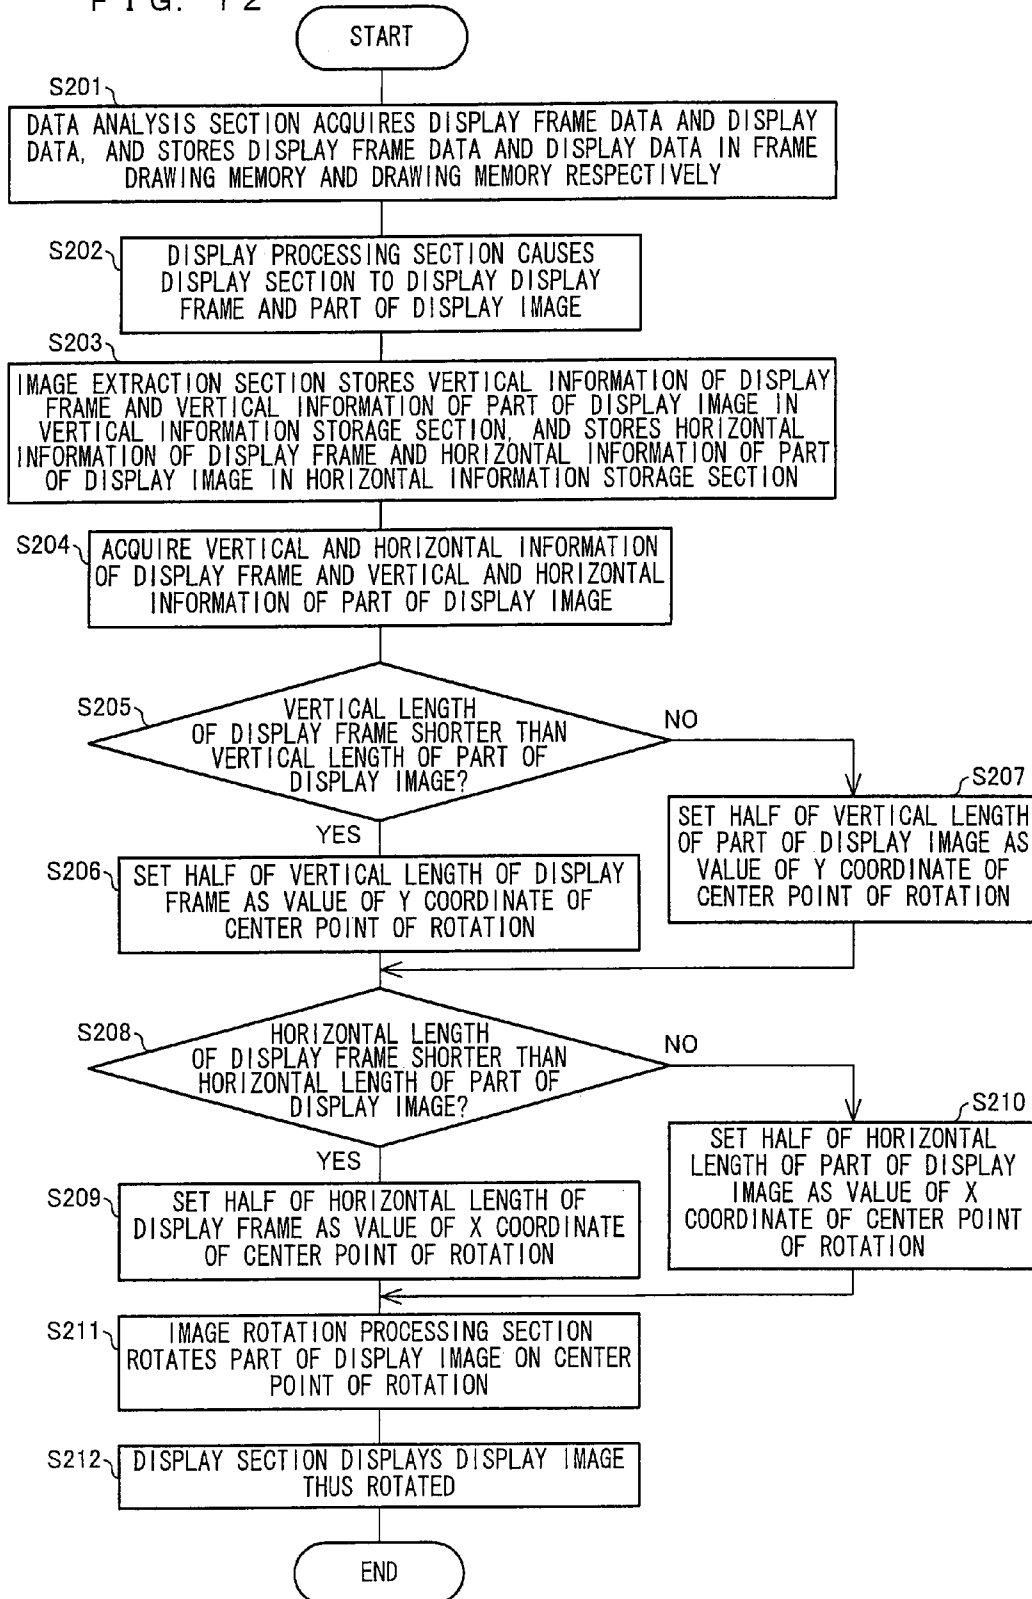 START
S201
DATA ANALYSIS SECTION ACQUIRES DISPLAY FRAME DATA AND DISPLAY
DATA, AND STORES DISPLAY FRAME DATA AND DISPLAY DATA IN FRAME
DRAWING MEMORY AND DRAWING MEMORY RESPECTIVELY
S202
DISPLAY PROCESSING SECTION CAUSES
DISPLAY SECTION TO DISPLAY DISPLAY
FRAME AND PART OF DISPLAY IMAGE
S203
IMAGE EXTRACTION SECTION STORES VERTICAL INFORMATION OF DISPLAY
FRAME AND VERTICAL INFORMATION OF PART OF DISPLAY IMAGE IN
VERTICAL INFORMATION STORAGE SECTION, AND STORES HORIZONTAL
INFORMATION OF DISPLAY FRAME AND HORIZONTAL INFORMATION OF PART
OF DISPLAY IMAGE IN HORIZONTAL INFORMATION STORAGE SECTION
S204
ACQUIRE VERTICAL AND HORIZONTAL INFORMATION
OF DISPLAY FRAME AND VERTICAL AND HORIZONTAL
INFORMATION OF PART OF DISPLAY IMAGE
S205
VERTICAL LENGTH
OF DISPLAY FRAME SHORTER THAN
VERTICAL LENGTH OF PART OF
DISPLAY IMAGE?
NO
YES
S207
SET HALF OF VERTICAL LENGTH
OF PART OF DISPLAY IMAGE AS
VALUE OF Y COORDINATE OF
CENTER POINT OF ROTATION
S206
SET HALF OF VERTICAL LENGTH OF DISPLAY
FRAME AS VALUE OF Y COORDINATE OF
CENTER POINT OF ROTATION
S208
HORIZONTAL LENGTH
OF DISPLAY FRAME SHORTER THAN
HORIZONTAL LENGTH OF PART OF
DISPLAY IMAGE?
NO
YES
S210
SET HALF OF HORIZONTAL
LENGTH OF PART OF DISPLAY
IMAGE AS VALUE OF X
COORDINATE OF CENTER POINT
OF ROTATION
S209
SET HALF OF HORIZONTAL LENGTH OF
DISPLAY FRAME AS VALUE OF X COORDINATE
OF CENTER POINT OF ROTATION
S211
IMAGE ROTATION PROCESSING SECTION
ROTATES PART OF DISPLAY IMAGE ON CENTER
POINT OF ROTATION
S212
DISPLAY SECTION DISPLAYS DISPLAY IMAGE
THUS ROTATED
END